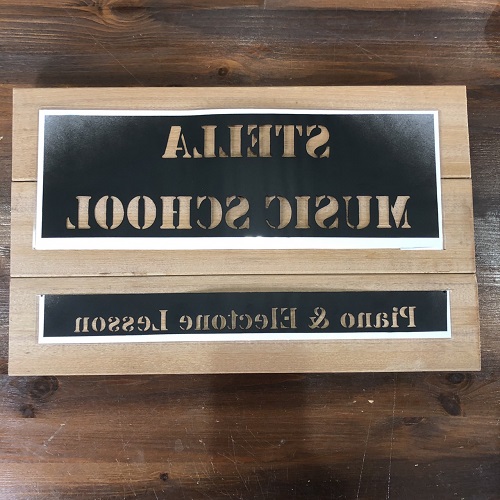 STELLA
MUSIC SCHOOL
Piano & Electone Lesson